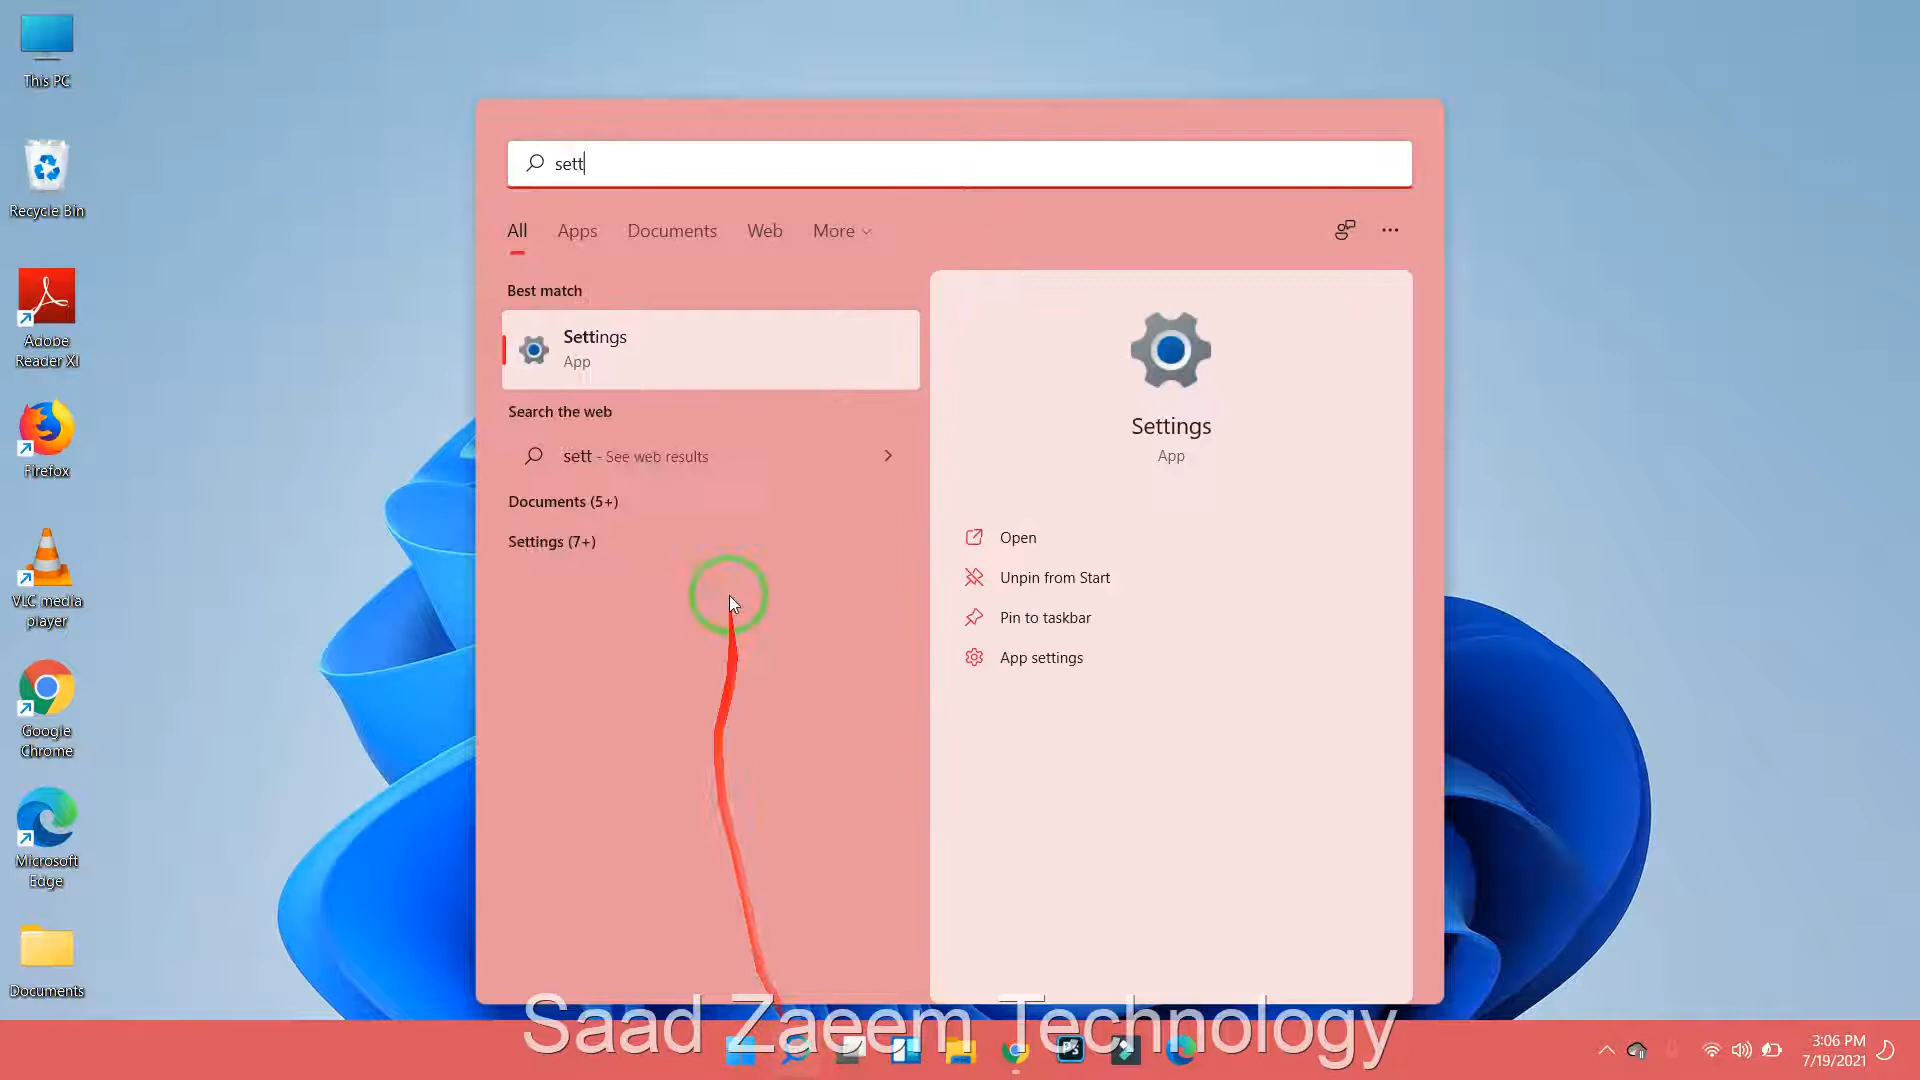 This PC
Recycle Bin
Adobe
Reader XI
Firefox
VLC media
player
Google
Chrome
Microsoft
Edge
Documents
sett
All Apps Documents Web More
Best match
Settings
App
Search the web
sett - See web results
Documents (5+)
Settings (7+)
Settings
App
Open
Unpin from Start
Pin to taskbar
App settings
Saad Zaeem Technology
PS
3:06 PM
7/19/2021